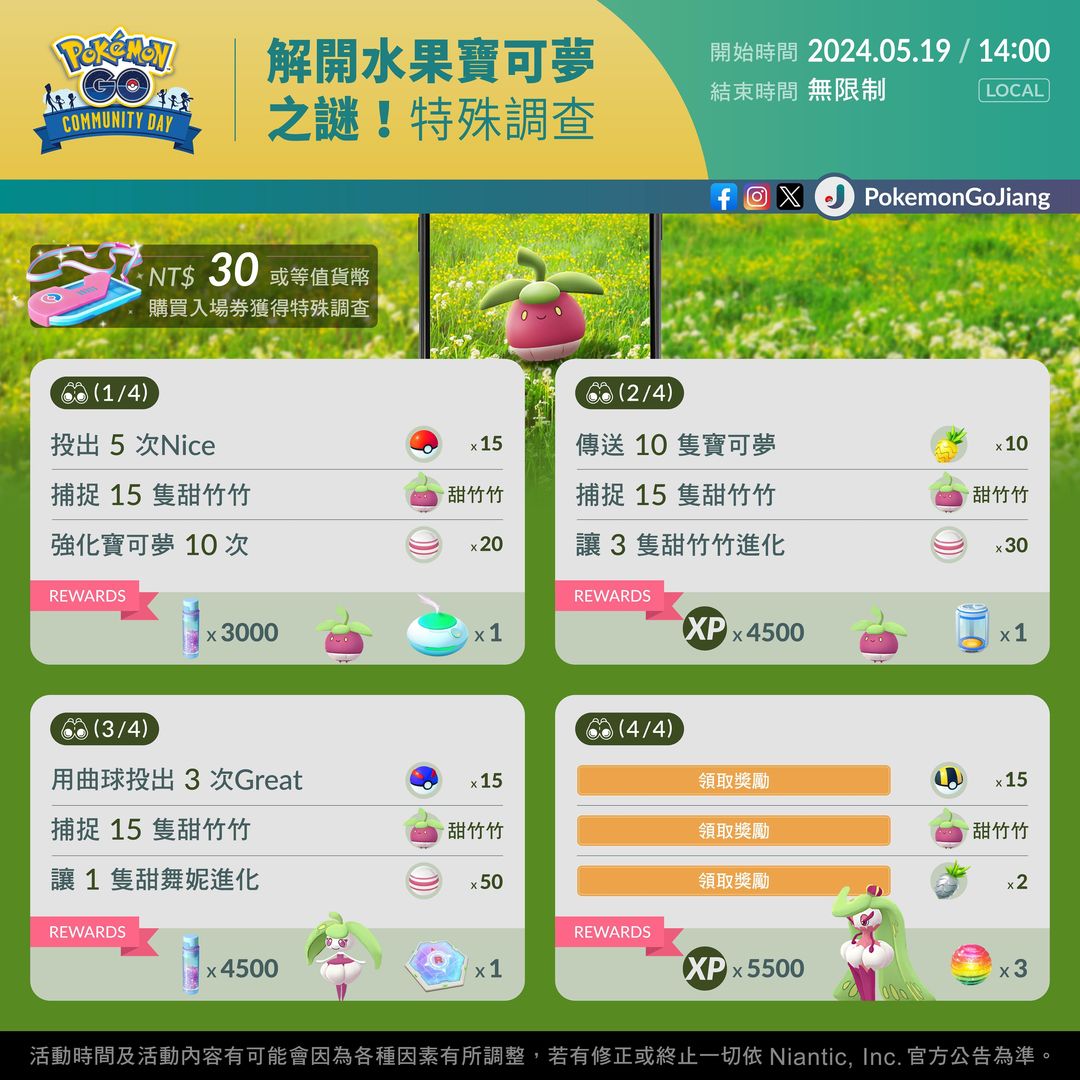 POKéMON
GO
COMMUNITY DAY
解開水果寶可夢
之謎！特殊調查
開始時間 2024.05.19 / 14:00
結束時間 無限制
LOCAL
PokemonGoJiang
NT$ 30 或等值貨幣
購買入場券獲得特殊調查
(1/4)
投出 5 次Nice x15
捕捉 15 隻甜竹竹 甜竹竹
強化寶可夢 10 次 x20
REWARDS
x3000 x1
(2/4)
傳送 10 隻寶可夢 x10
捕捉 15 隻甜竹竹 甜竹竹
讓 3 隻甜竹竹進化 x30
REWARDS
XP x4500 x1
(3/4)
用曲球投出 3 次Great x15
捕捉 15 隻甜竹竹 甜竹竹
讓 1 隻甜舞妮進化 x50
REWARDS
x4500 x1
(4/4)
領取獎勵 x15
領取獎勵 甜竹竹
領取獎勵 x2
REWARDS
XP x5500 x3
活動時間及活動內容有可能會因為各種因素有所調整，若有修正或終止一切依 Niantic, Inc. 官方公告為準。